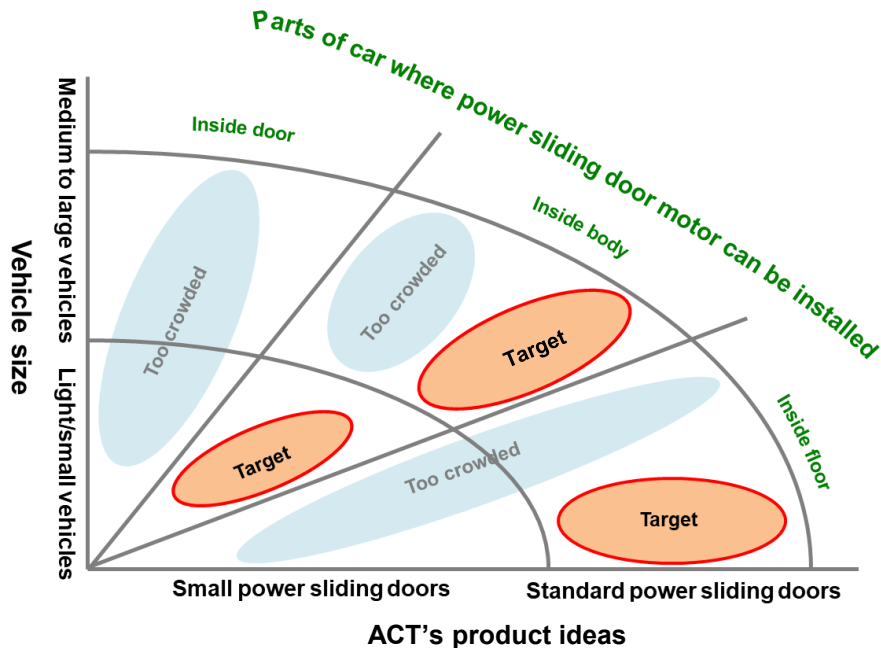 Parts of car where power sliding door motor can be installed
Inside door
Inside body
Inside floor
Vehicle size
Medium to large vehicles
Light/small vehicles
Too crowded
Too crowded
Target
Target
Too crowded
Target
Small power sliding doors
Standard power sliding doors
ACT's product ideas